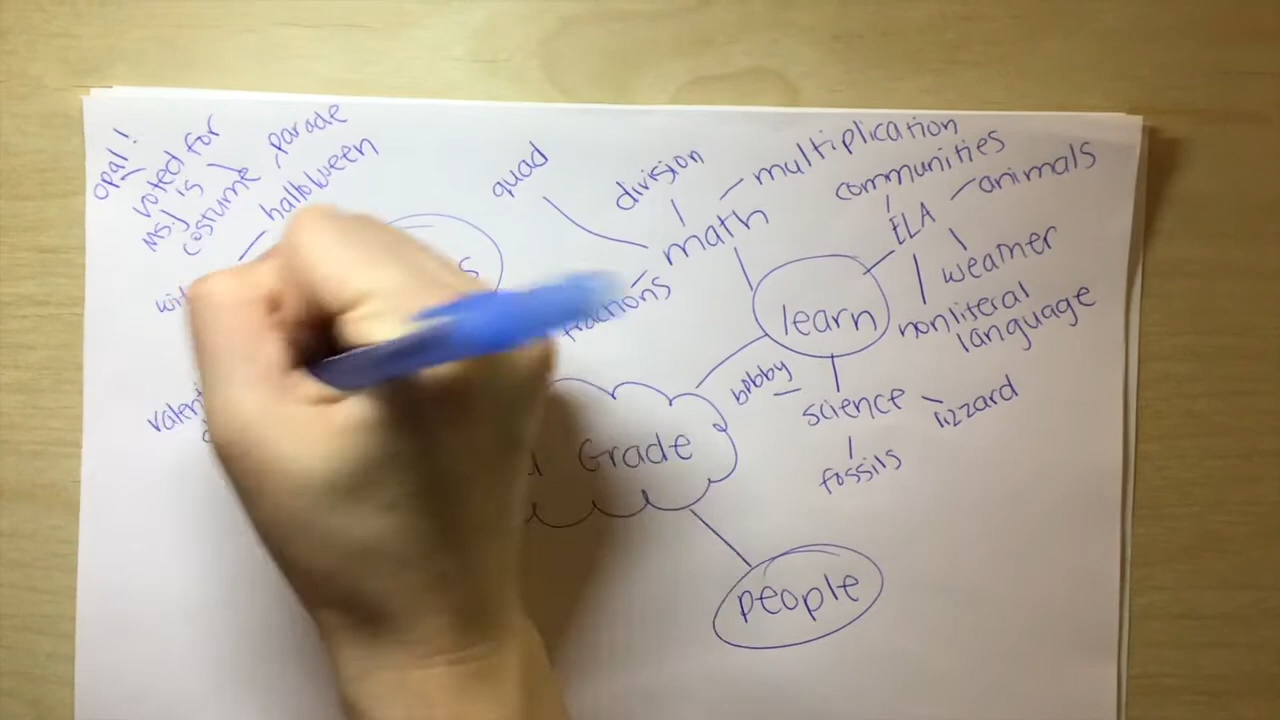 opal!
voted for
Ms. J is
costume
parade
halloween
quad
division
multiplication
math
fractions
communities
ELA
animals
weather
nonliteral
language
learn
bobby
science
lizzard
fossils
Grade
people